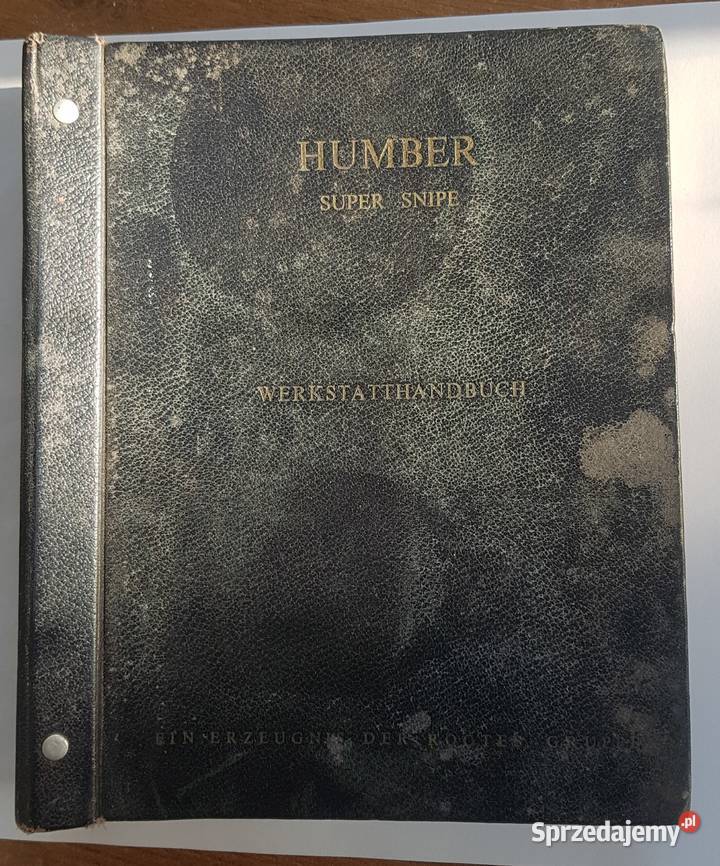 HUMBER
SUPER SNIPE
WERKSTATTHANDBUCH
EIN ERZEUGNIS DER ROOTES GRUPPE
Sprzedajemy.pl